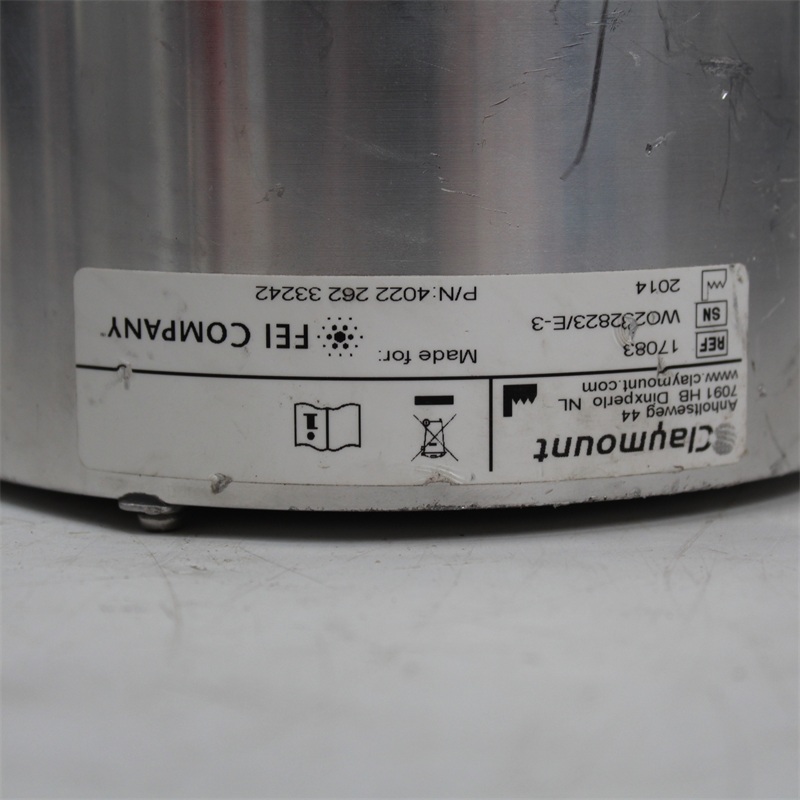 Claymount
Anholtseweg 44
7091 HB Dinxperlo NL
www.claymount.com
REF 17083
SN WO232823/E-3
2014
Made for:
FEI COMPANY™
P/N:4022 262 33242